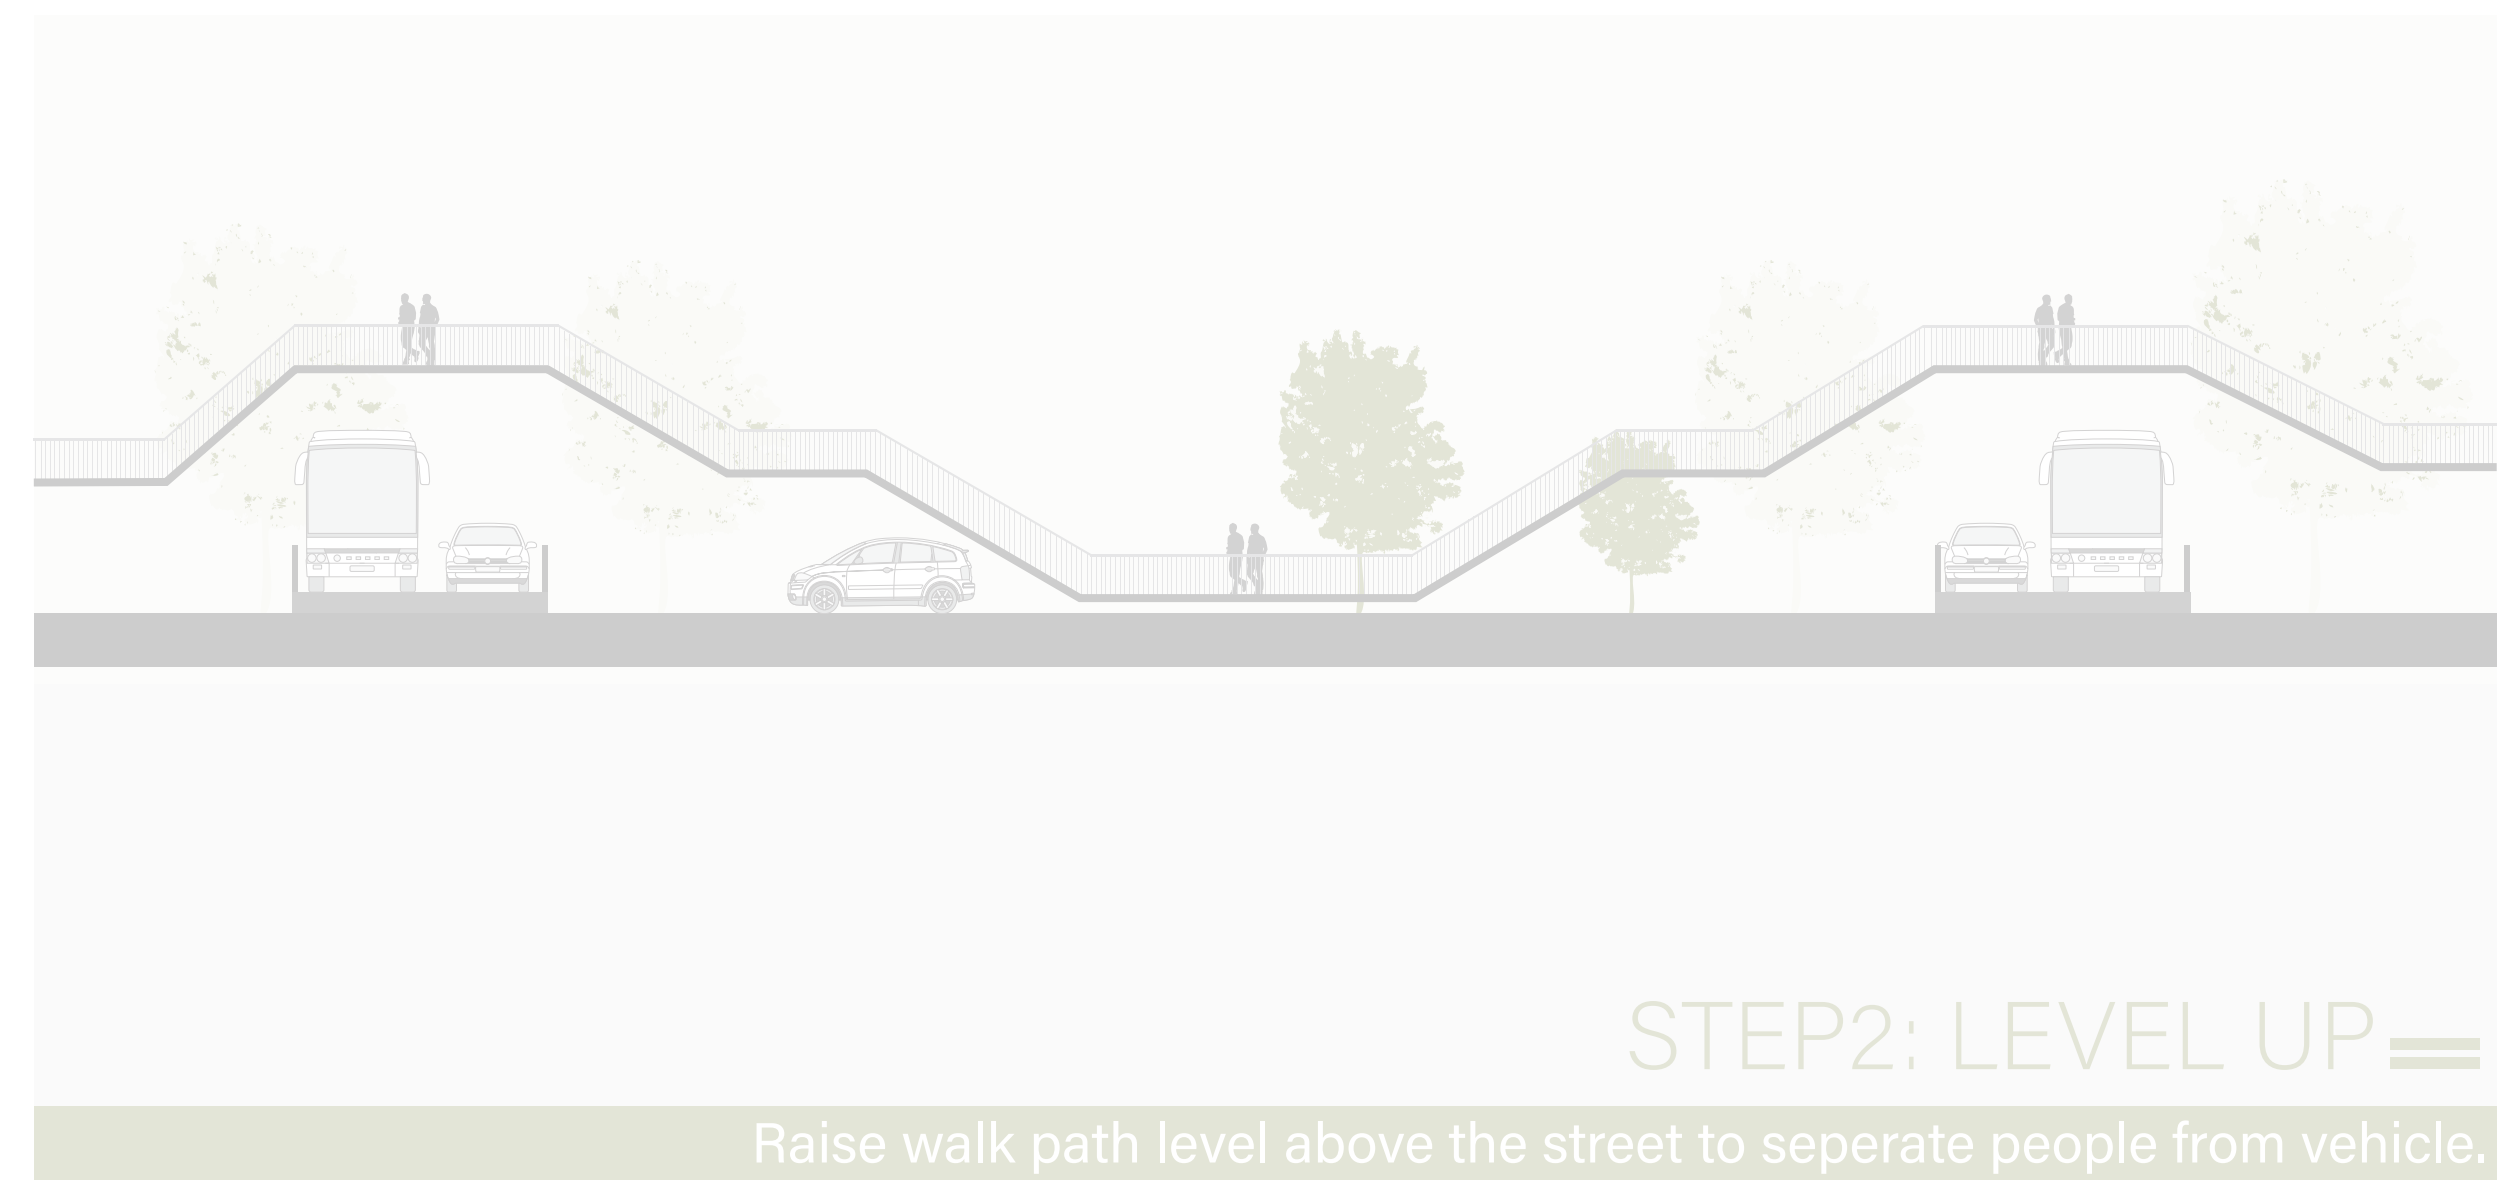 STEP2: LEVEL UP
Raise walk path level above the street to seperate people from vehicle.